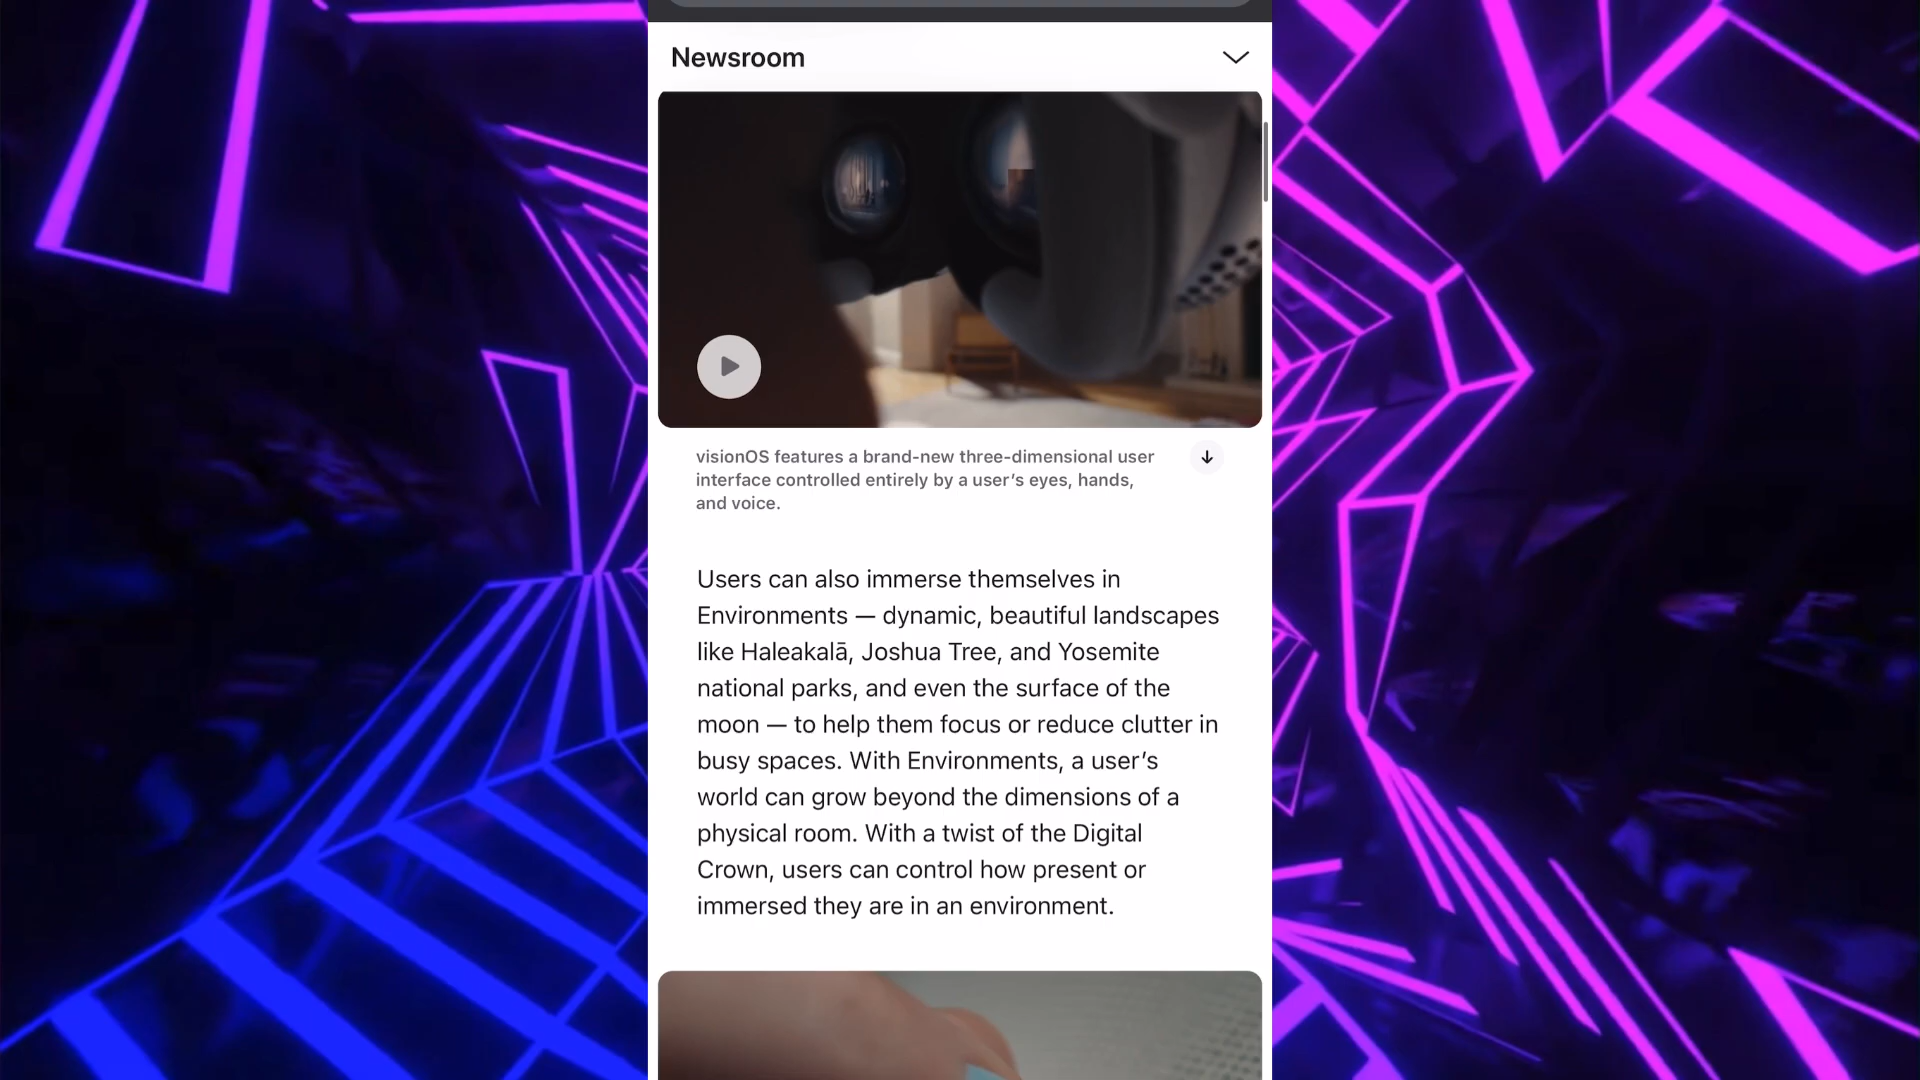 Newsroom
visionOS features a brand-new three-dimensional user
interface controlled entirely by a user’s eyes, hands,
and voice.
Users can also immerse themselves in
Environments — dynamic, beautiful landscapes
like Haleakalā, Joshua Tree, and Yosemite
national parks, and even the surface of the
moon — to help them focus or reduce clutter in
busy spaces. With Environments, a user’s
world can grow beyond the dimensions of a
physical room. With a twist of the Digital
Crown, users can control how present or
immersed they are in an environment.